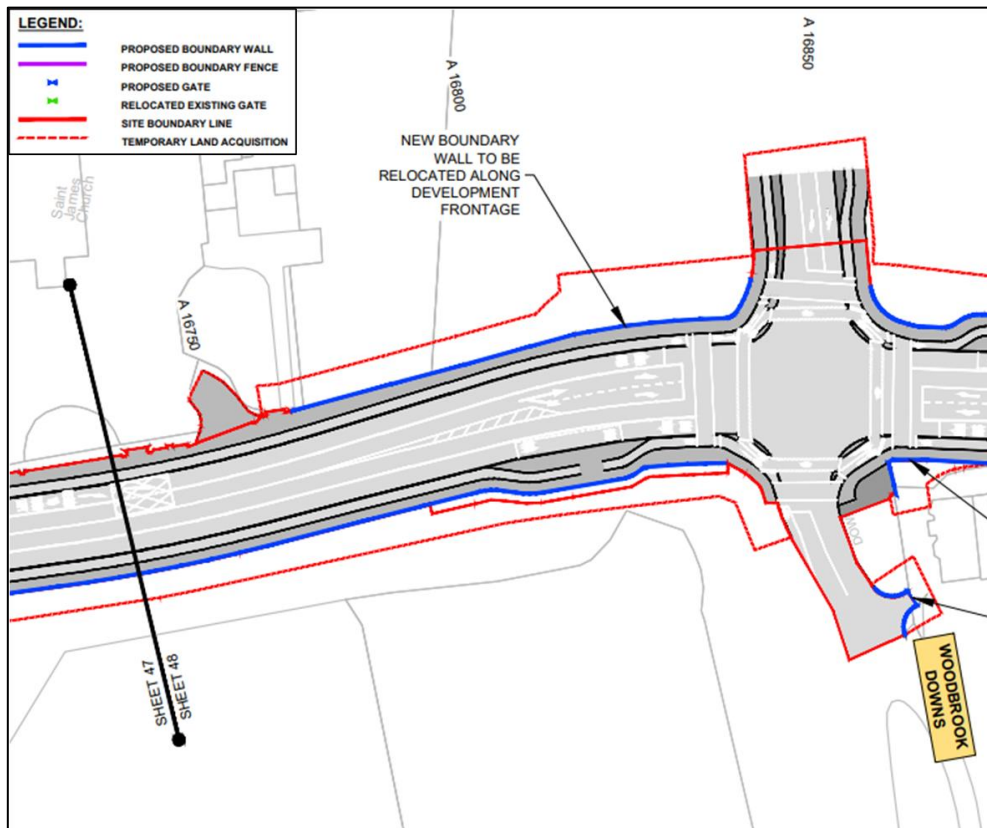 LEGEND:
PROPOSED BOUNDARY WALL
PROPOSED BOUNDARY FENCE
PROPOSED GATE
RELOCATED EXISTING GATE
SITE BOUNDARY LINE
TEMPORARY LAND ACQUISITION
A 16850
A 16800
NEW BOUNDARY
WALL TO BE
RELOCATED ALONG
DEVELOPMENT
FRONTAGE
Saint
James
Church
A 16750
SHEET 47
SHEET 48
WOODBROOK
DOWNS